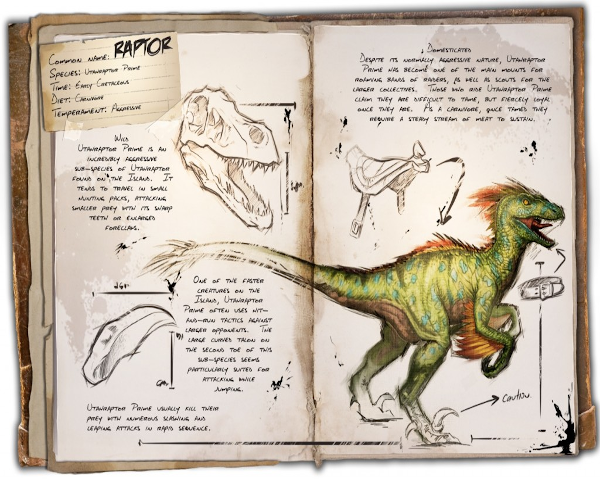 Common name: RAPTOR
Species: Utahraptor Prime
Time: Early Cretaceous
Diet: Carnivore
Temperament: Aggressive
Wild
Utahraptor Prime is an
incredibly aggressive
sub-species of Utahraptor
found on the Island. It
tends to travel in small
hunting packs, attacking
smaller prey with its sharp
teeth or enlarged
foreclaws.
One of the faster
creatures on the
Island, Utahraptor
Prime often uses hit-
and-run tactics against
larger opponents. The
large curved talon on
the second toe of this
sub-species seems
particularly suited for
attacking while
jumping.
Utahraptor Prime usually kill their
prey with numerous slashing and
leaping attacks in rapid sequence.
Domesticated
Despite its normally aggressive nature, Utahraptor
Prime has become one of the main mounts for
roaming bands of raiders, as well as scouts for the
larger collectives. Those who ride Utahraptor Prime
claim they are difficult to tame, but fiercely loyal
once they are. As a carnivore, once tamed they
require a steady stream of meat to sustain.
Caution